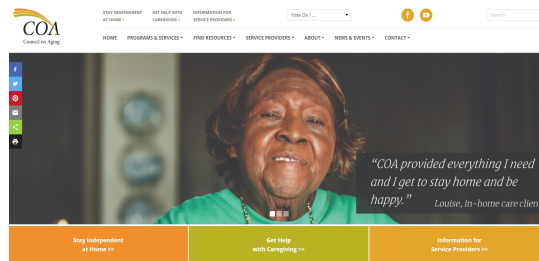 COA
Council on Aging
STAY INDEPENDENT
AT HOME >
GET HELP WITH
CAREGIVING >
INFORMATION FOR
SERVICE PROVIDERS >
How Do I ...
Search
HOME
PROGRAMS & SERVICES
FIND RESOURCES
SERVICE PROVIDERS
ABOUT
NEWS & EVENTS
CONTACT
“COA provided everything I need
and I get to stay home and be
happy.”
Louise, in-home care clien
Stay Independent
at Home >>
Get Help
with Caregiving >>
Information for
Service Providers >>